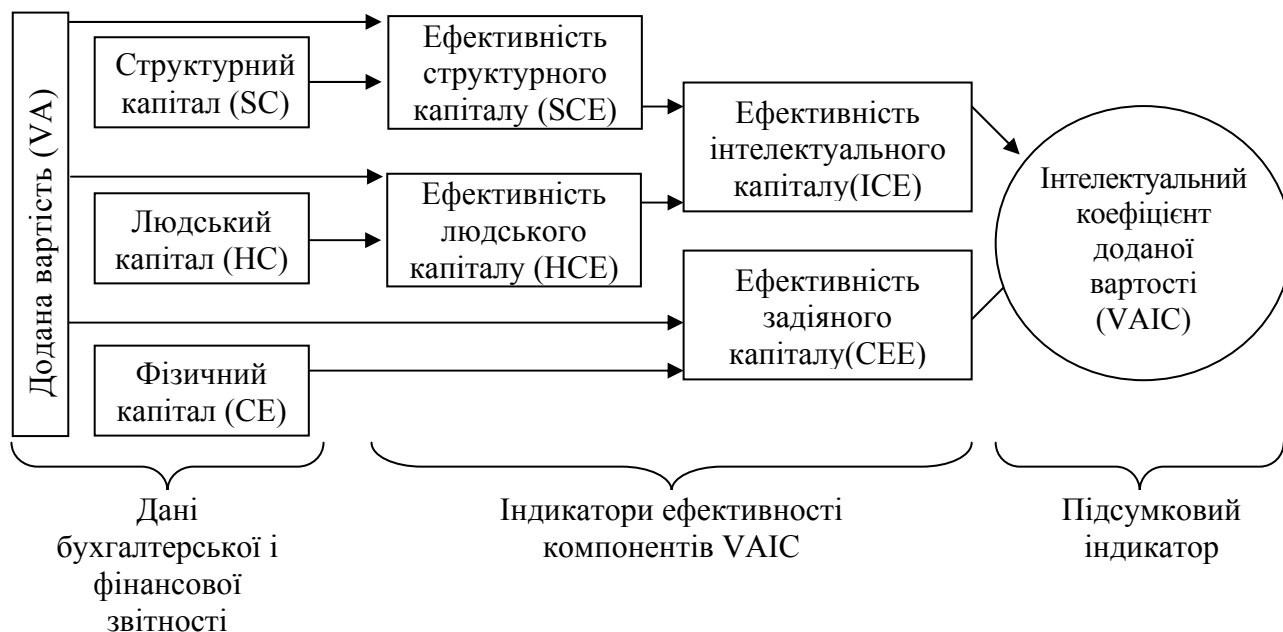 Додана вартість (VA)
Структурний
капітал (SC)
Людський
капітал (HC)
Фізичний
капітал (CE)
Ефективність
структурного
капіталу (SCE)
Ефективність
людського
капіталу (HCE)
Ефективність
інтелектуального
капіталу(ICE)
Ефективність
задіяного
капіталу(CEE)
Інтелектуальний
коефіцієнт
доданої
вартості
(VAIC)
Дані
бухгалтерської і
фінансової
звітності
Індикатори ефективності
компонентів VAIC
Підсумковий
індикатор